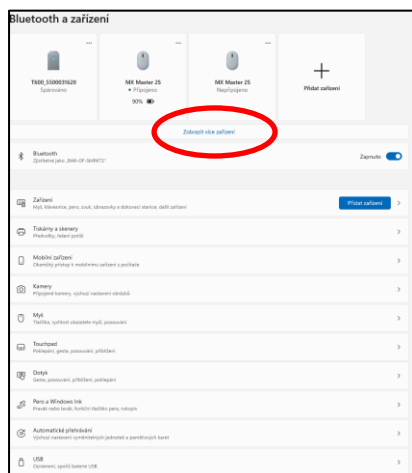 Bluetooth a zařízení
T600_5500031620
Spárováno
MX Master 2S
• Připojeno
90%
MX Master 2S
Nepřipojeno
Přidat zařízení
Zobrazit více zařízení
Bluetooth
Zapnuto
Zařízení
Myš, klávesnice, pero, zvuk, obrazovky a dokovací stanice, další zařízení
Přidat zařízení
Tiskárny a skenery
Předvolby, řešení potíží
Mobilní zařízení
Okamžitý přístup k mobilnímu zařízení z počítače
Kamery
Připojené kamery, výchozí nastavení obrázků
Myš
Tlačítka, rychlost ukazatele myši, posouvání
Touchpad
Poklepání, gesta, posouvání, přiblížení
Dotyk
Gesta, posouvání, přiblížení, poklepání
Pero a Windows Ink
Pravák nebo levák, funkční tlačítko pera, rukopis
Automatické přehrávání
Výchozí nastavení vyměnitelných jednotek a paměťových karet
USB
Oznámení, spořič baterie USB